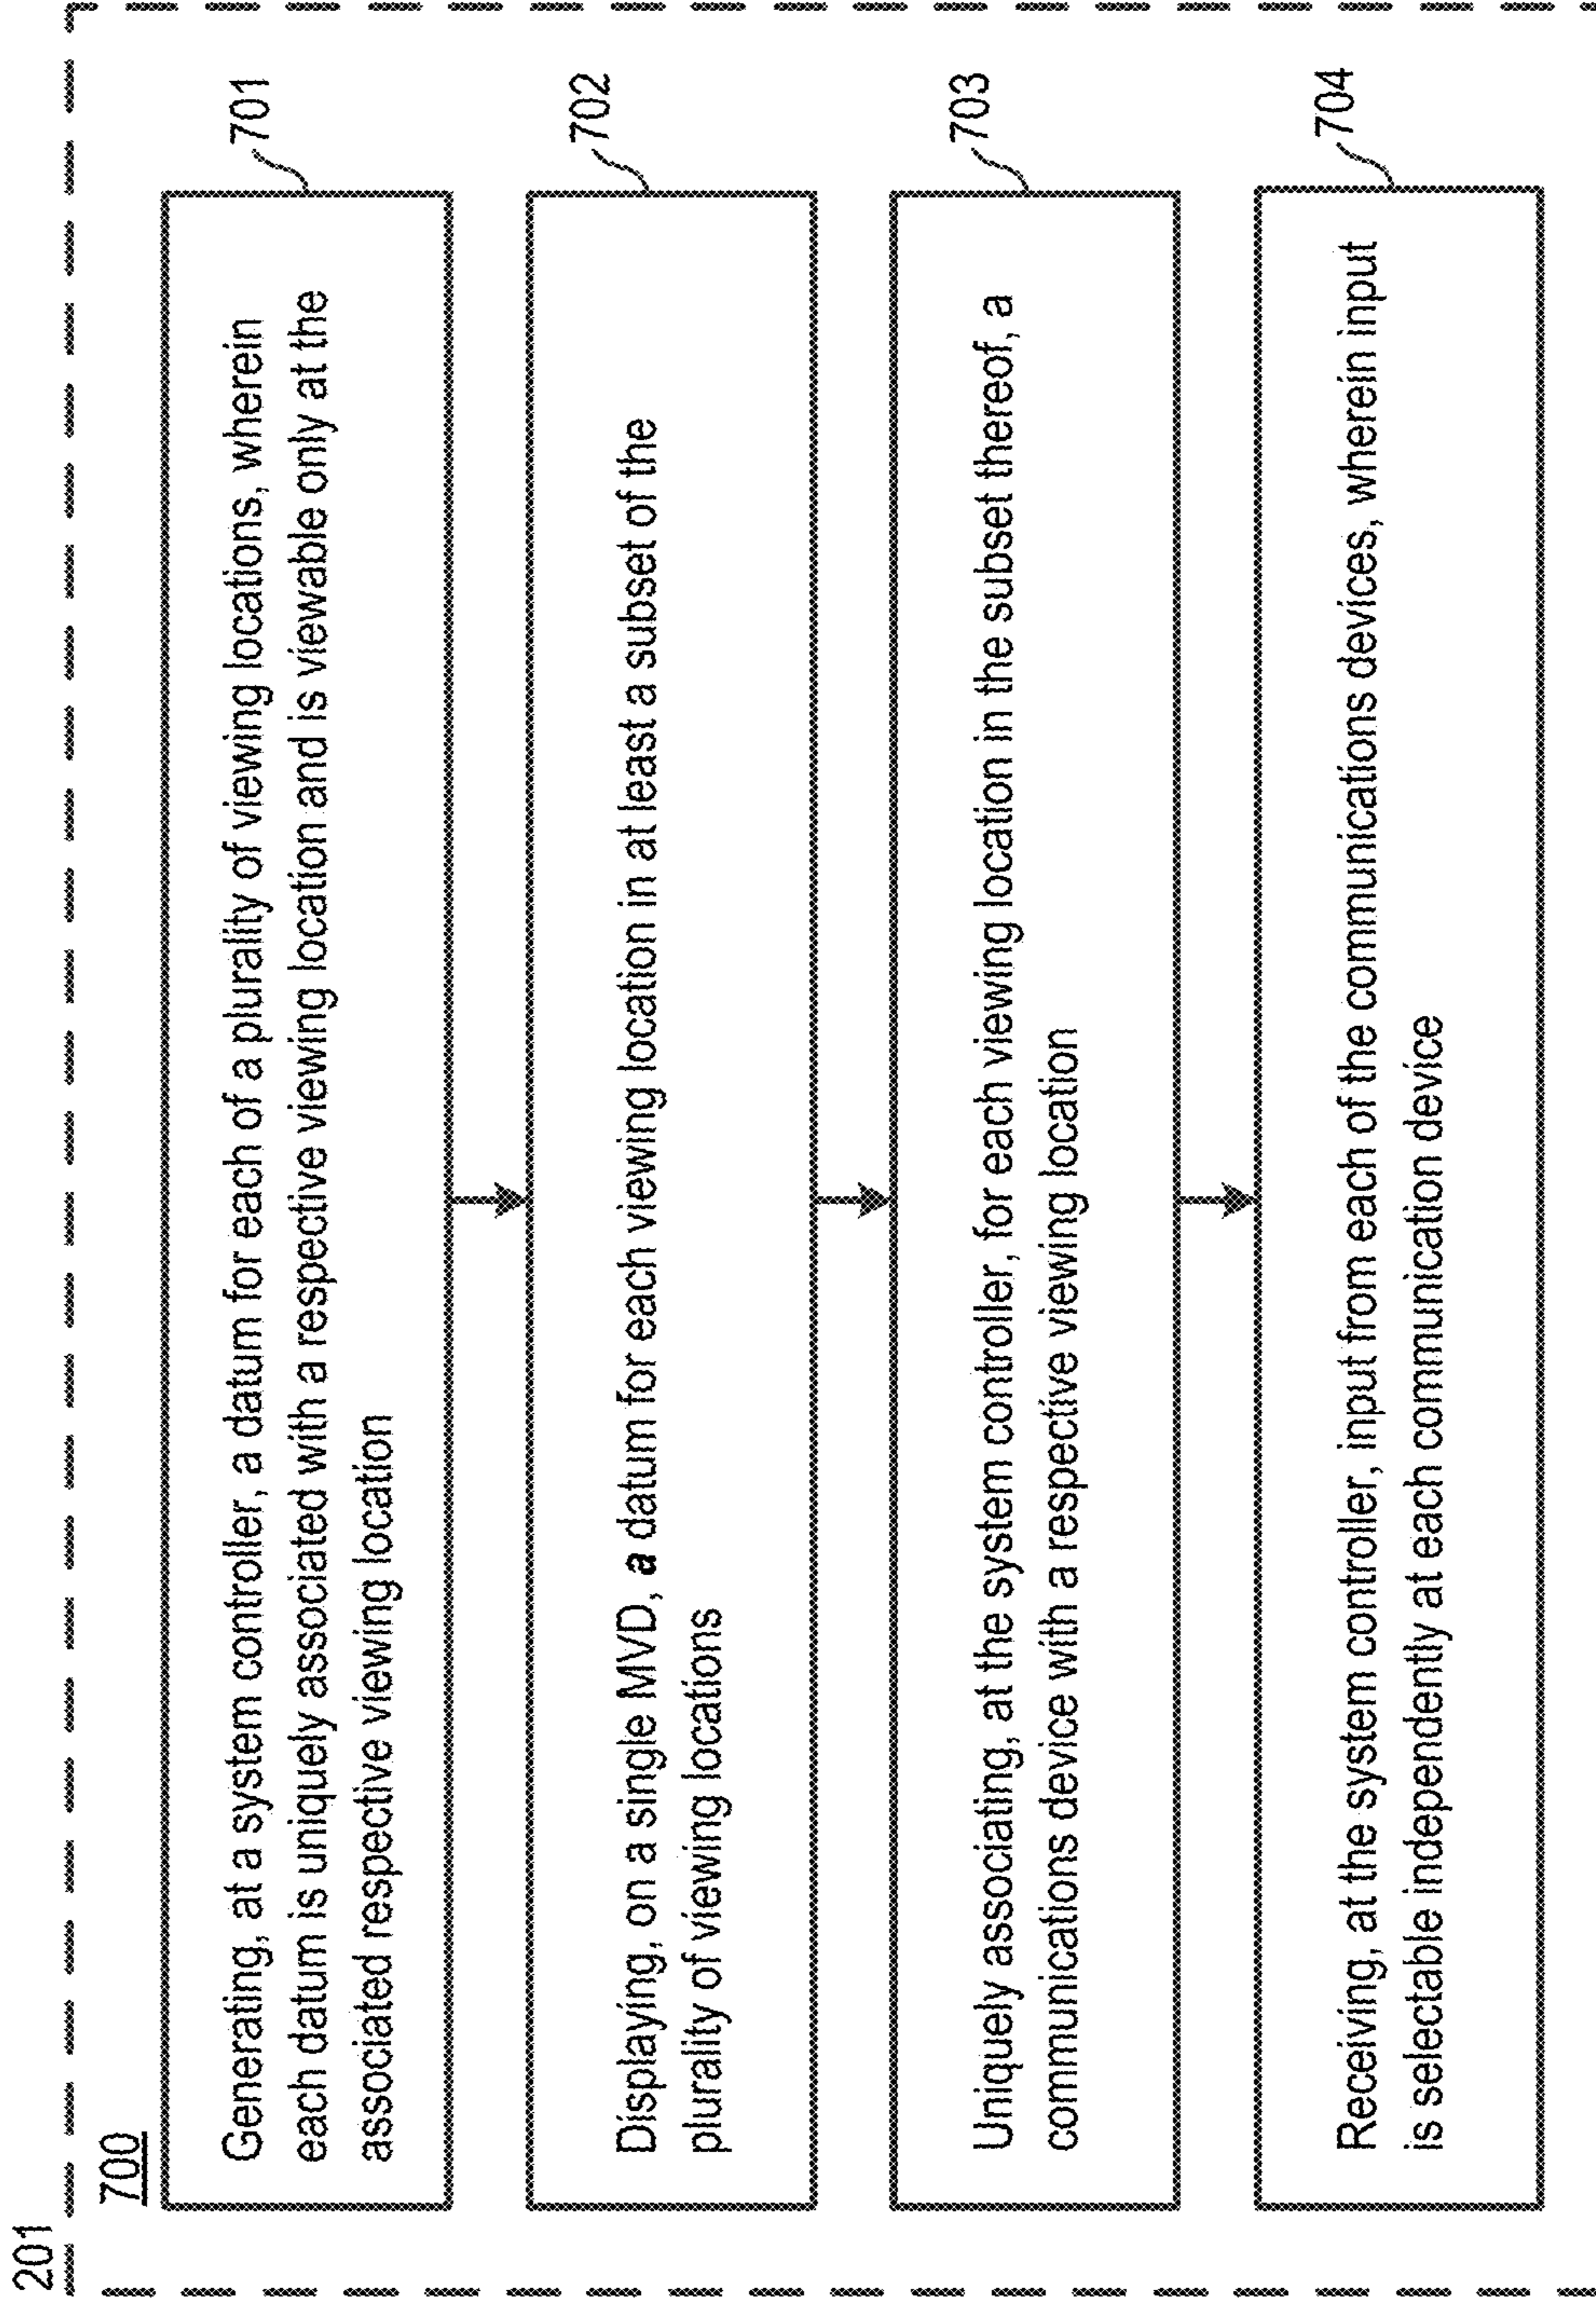 201
700
Generating, at a system controller, a datum for each of a plurality of viewing locations, wherein
each datum is uniquely associated with a respective viewing location and is viewable only at the
associated respective viewing location
701
Displaying, on a single MVD, a datum for each viewing location in at least a subset of the
plurality of viewing locations
702
Uniquely associating, at the system controller, for each viewing location in the subset thereof, a
communications device with a respective viewing location
703
Receiving, at the system controller, input from each of the communications devices, wherein input
is selectable independently at each communication device
704